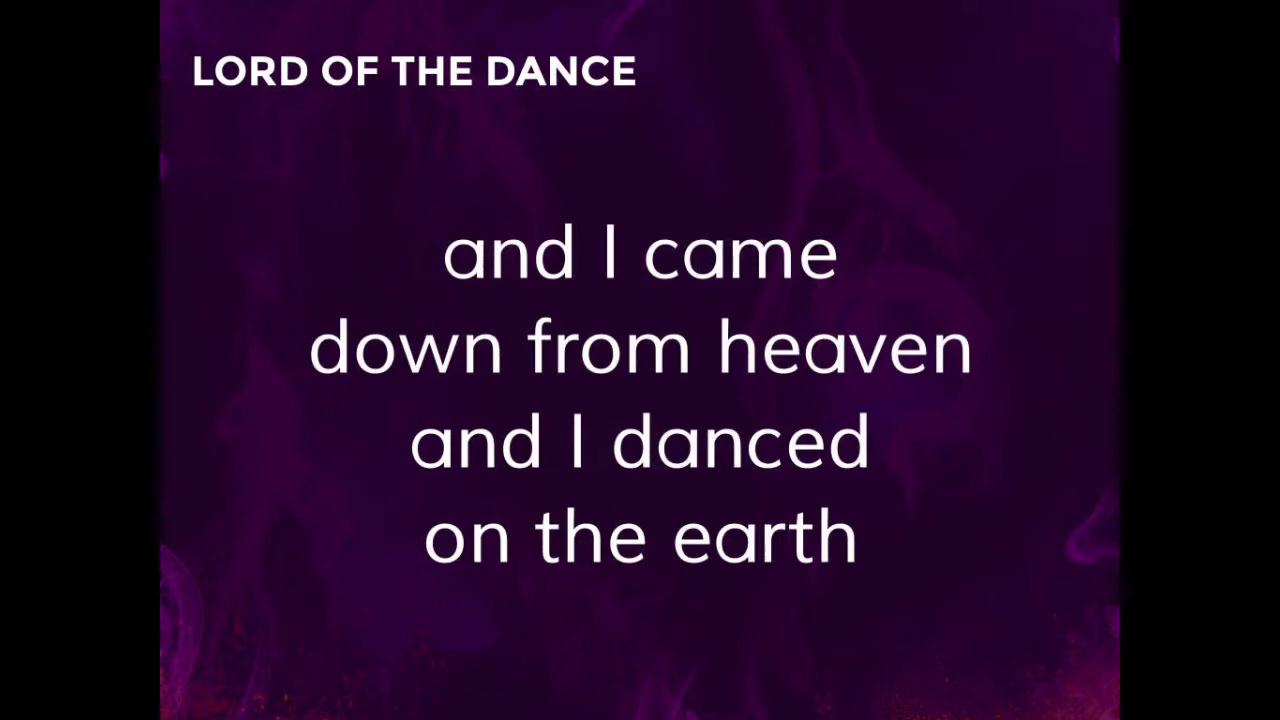 LORD OF THE DANCE
and I came
down from heaven
and I danced
on the earth